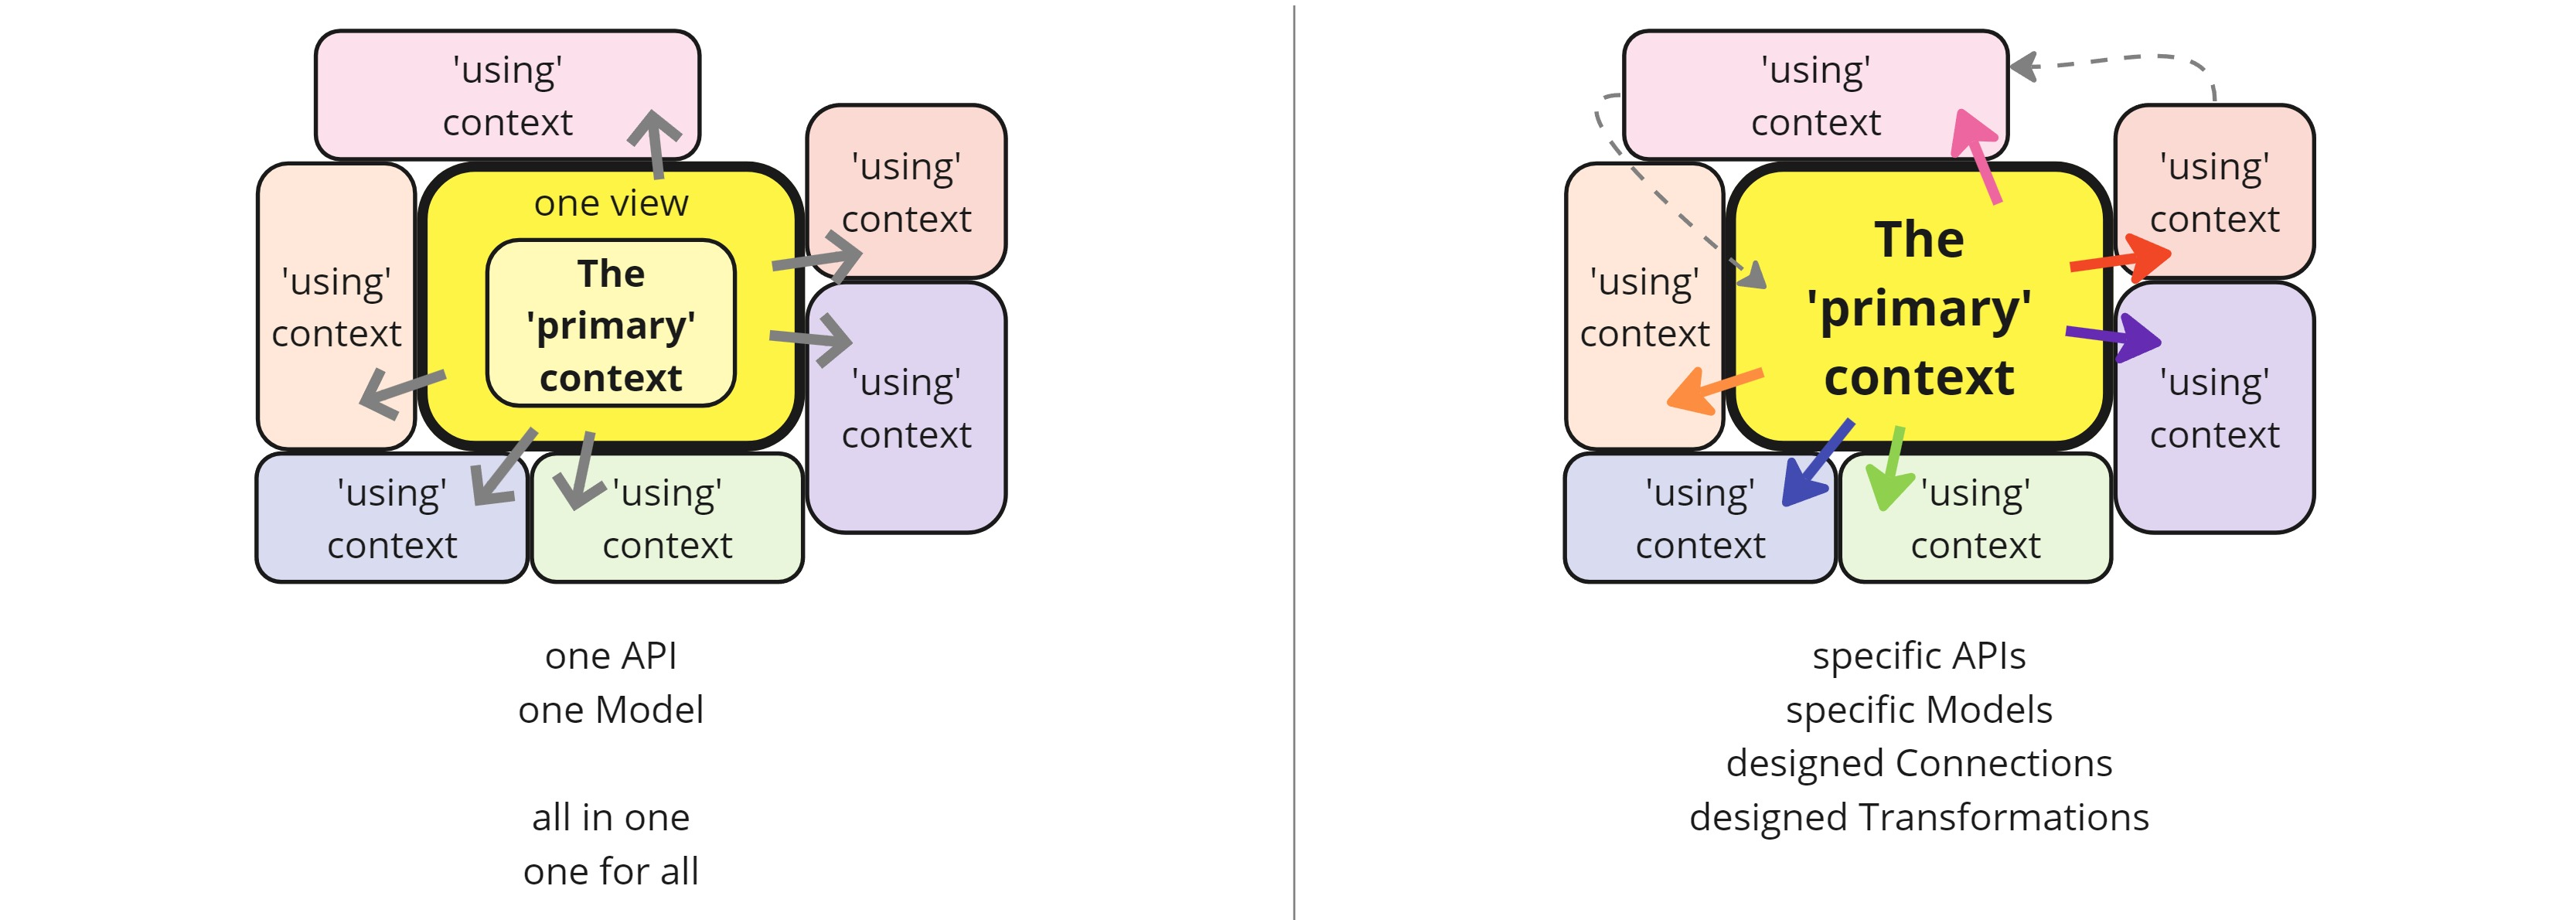 'using'
context
'using'
context
one view
The
'primary'
context
'using'
context
'using'
context
'using'
context
'using'
context
one API
one Model
all in one
one for all
'using'
context
'using'
context
The
'primary'
context
'using'
context
'using'
context
'using'
context
'using'
context
specific APIs
specific Models
designed Connections
designed Transformations